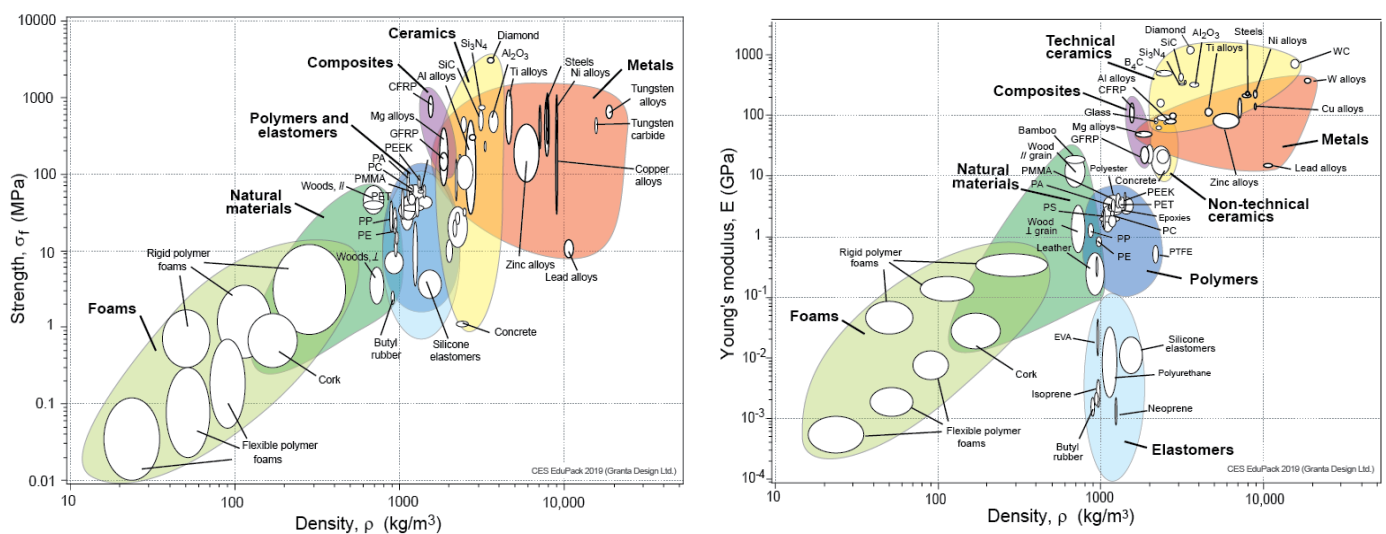 10000
1000
100
10
1
0.1
0.01
Strength, σf (MPa)
10
100
1000
10,000
Density, ρ (kg/m3)
Ceramics
Diamond
Si3N4
Al2O3
SiC
Composites
Al alloys
Ti alloys
Steels
Ni alloys
Metals
CFRP
Tungsten
alloys
Mg alloys
Polymers and
elastomers
GFRP
Tungsten
carbide
PEEK
PA
PC
PMMA
Copper
alloys
Woods, //
PET
Natural
materials
PP
PE
Rigid polymer
foams
Woods, ⊥
Zinc alloys
Lead alloys
Foams
Butyl
rubber
Silicone
elastomers
Concrete
Cork
Flexible polymer
foams
CES EduPack 2019 (Granta Design Ltd.)
1000
100
10
1
10-1
10-2
10-3
10-4
Young's modulus, E (GPa)
10
100
1000
10,000
Density, ρ (kg/m3)
Technical
ceramics
Diamond
SiC
Si3N4
B4C
Al2O3
Ti alloys
Steels
Ni alloys
WC
W alloys
Al alloys
CFRP
Composites
Glass
Cu alloys
Mg alloys
GFRP
Metals
Bamboo
Wood
// grain
Polyester
Natural
materials
PMMA
PA
Concrete
PEEK
PET
Zinc alloys
Lead alloys
Non-technical
ceramics
PS
Epoxies
PC
Wood
⊥ grain
PP
PE
PTFE
Leather
Rigid polymer
foams
Polymers
Foams
EVA
Silicone
elastomers
Cork
Polyurethane
Isoprene
Neoprene
Flexible polymer
foams
Butyl
rubber
Elastomers
CES EduPack 2019 (Granta Design Ltd.)